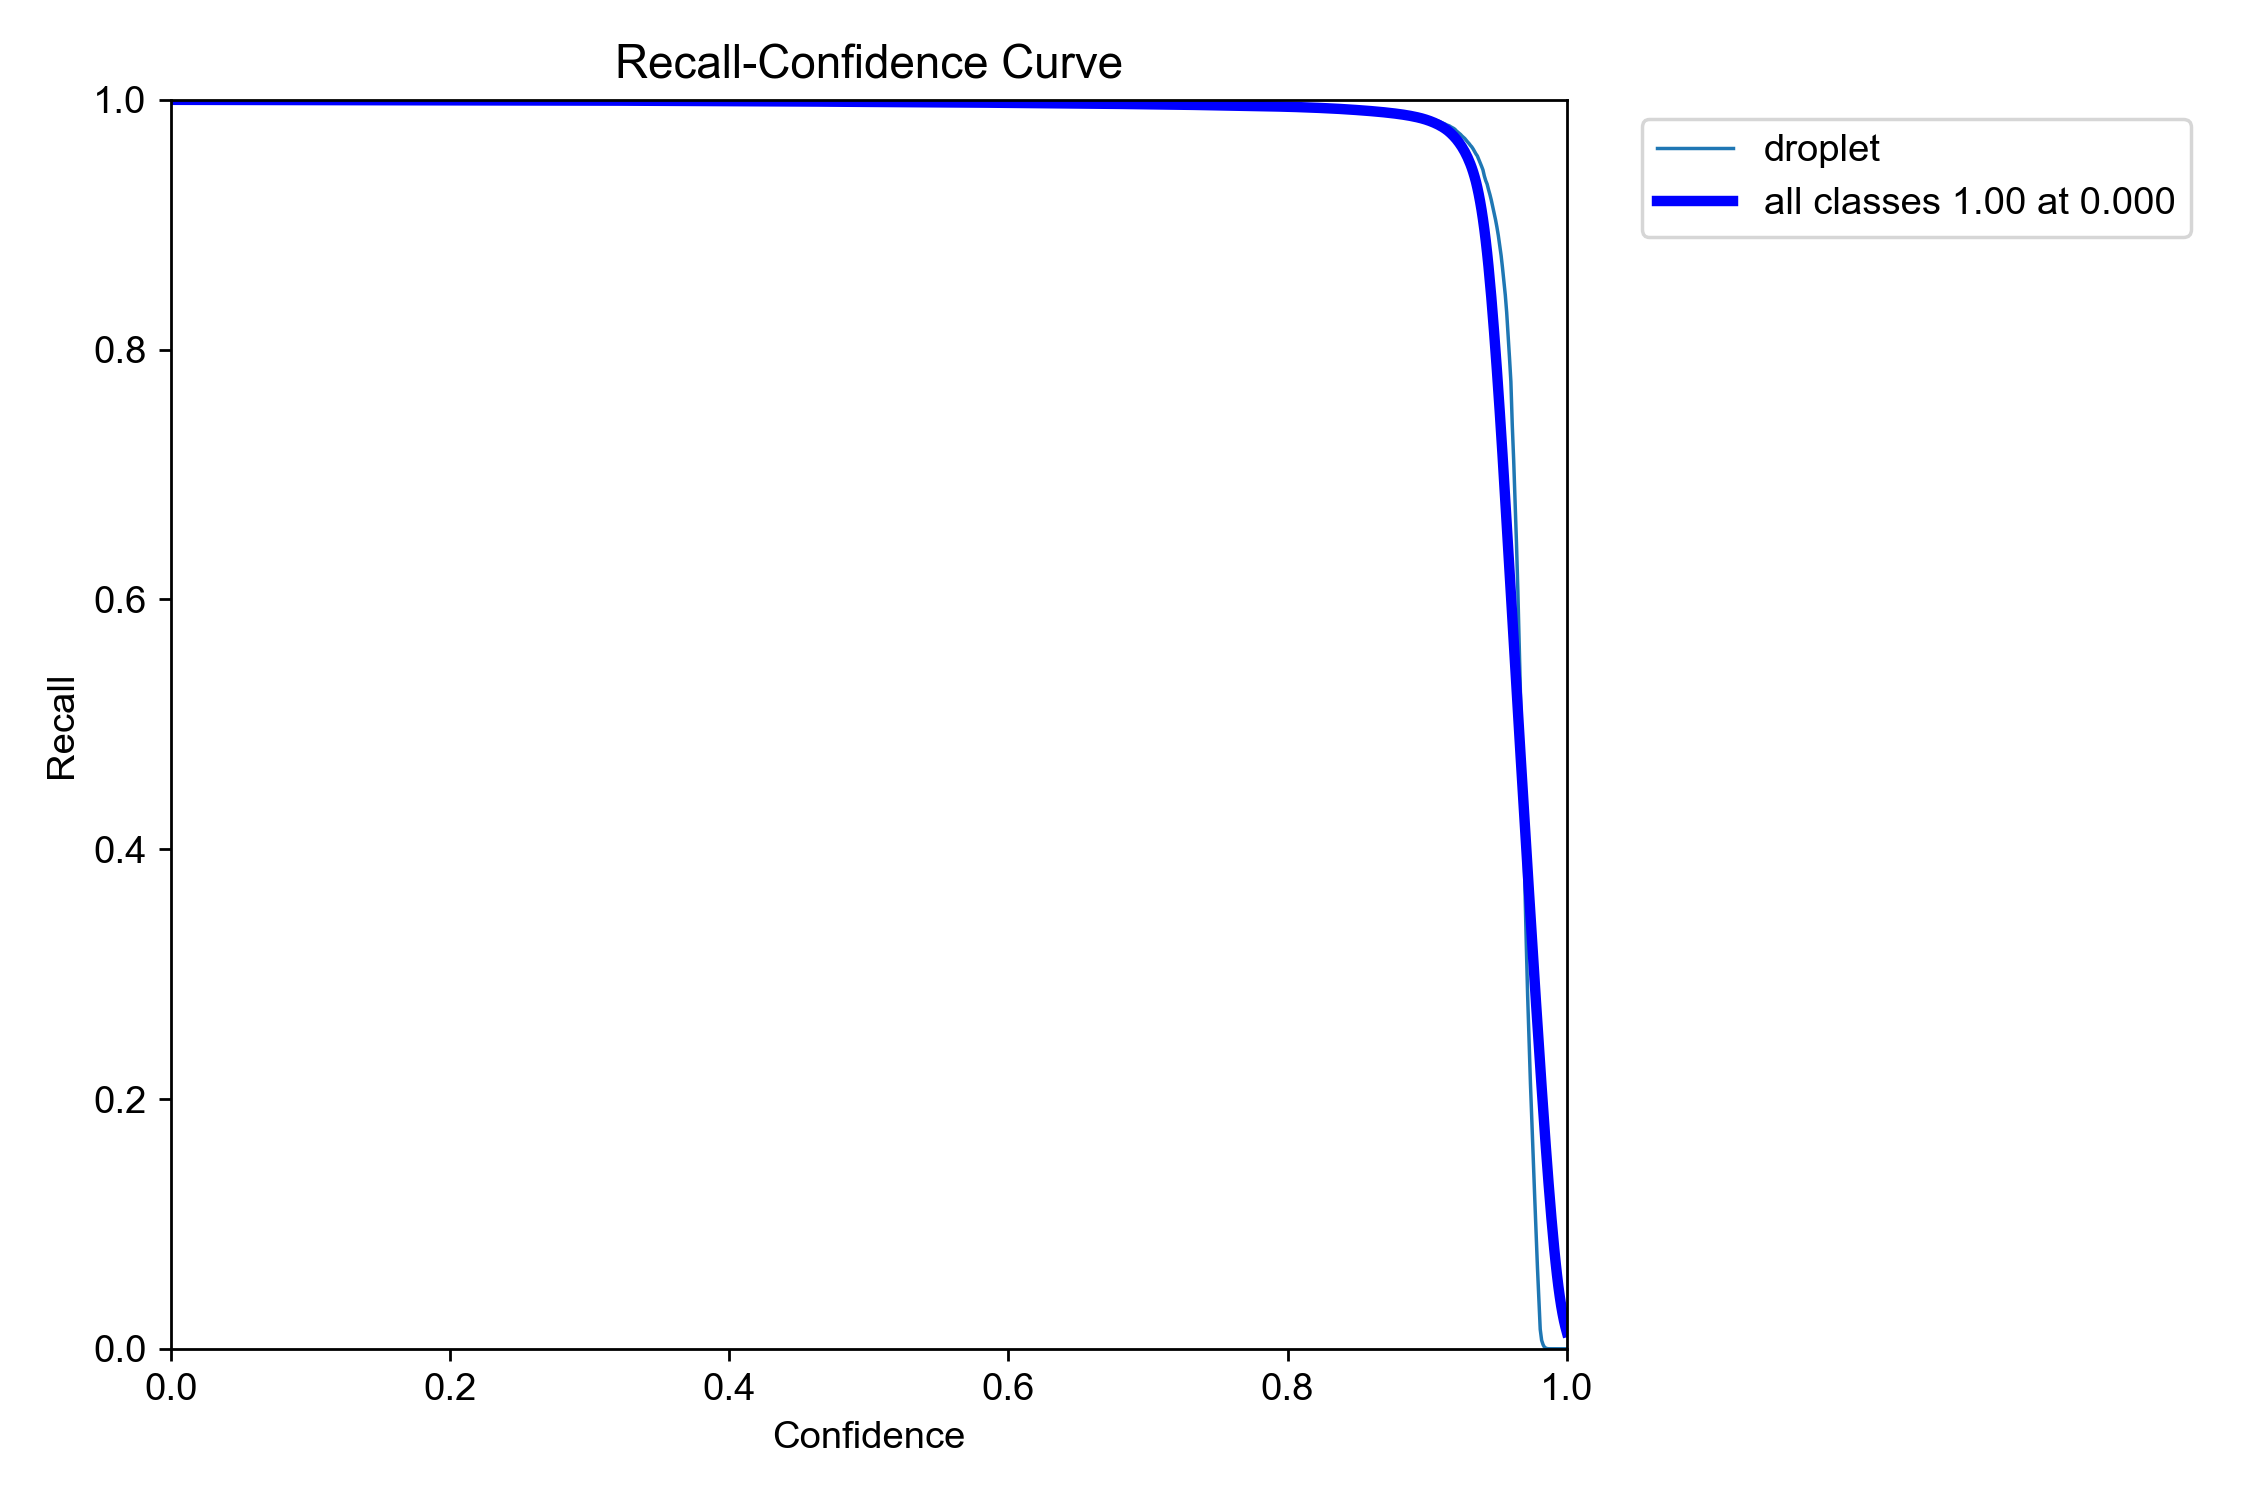 Recall-Confidence Curve
1.0
0.8
0.6
0.4
0.2
0.0
Recall
0.0 0.2 0.4 0.6 0.8 1.0
Confidence
droplet
all classes 1.00 at 0.000